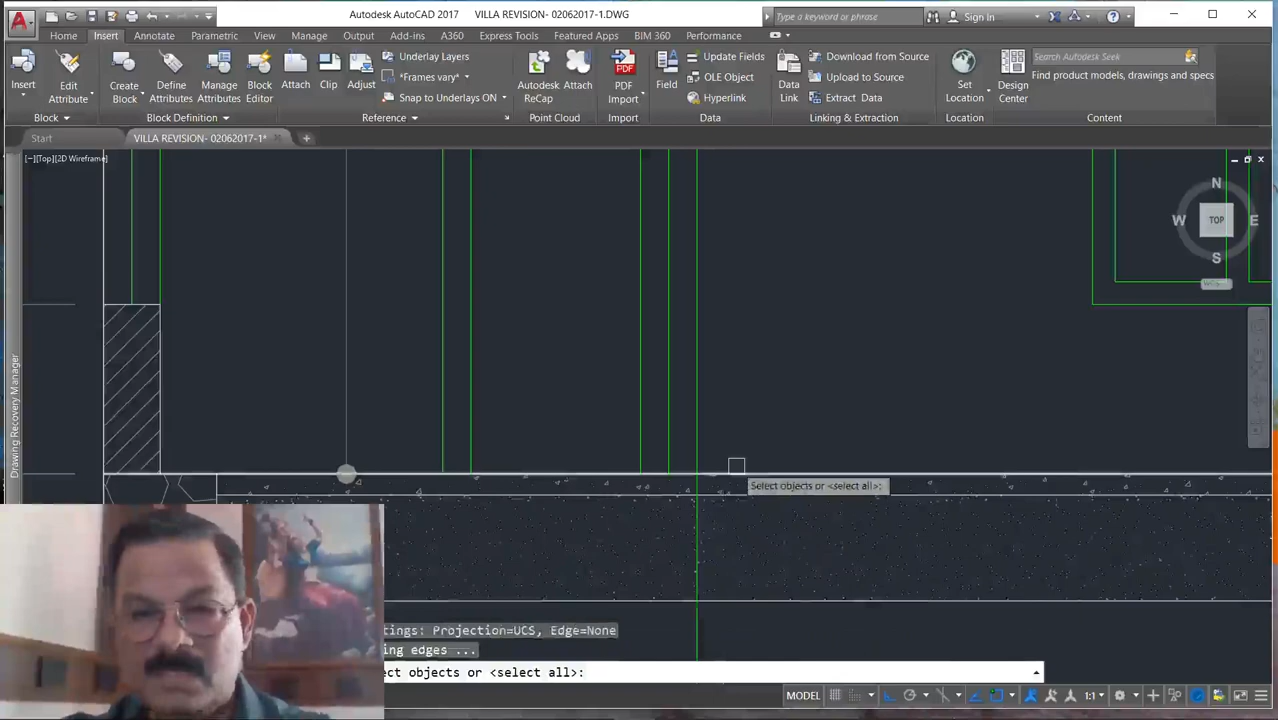 Autodesk AutoCAD 2017 VILLA REVISION- 02062017-1.DWG
Type a keyword or phrase
Sign In
Home Insert Annotate Parametric View Manage Output Add-ins A360 Express Tools Featured Apps BIM 360 Performance
Insert
Edit
Attribute
Create
Block
Define
Attributes
Manage
Attributes
Block
Editor
Attach
Clip
Adjust
Underlay Layers
*Frames vary*
Snap to Underlays ON
Autodesk
ReCap
Attach
PDF
Import
Field
Update Fields
OLE Object
Hyperlink
Data
Link
Download from Source
Upload to Source
Extract Data
Set
Location
Design
Center
Search Autodesk Seek
Find product models, drawings and specs
Block
Block Definition
Reference
Point Cloud
Import
Data
Linking & Extraction
Location
Content
Start
VILLA REVISION- 02062017-1*
[−][Top][2D Wireframe]
N
W
TOP
E
S
Drawing Recovery Manager
Select objects or <select all>:
tings: Projection=UCS, Edge=None
ing edges ...
ect objects or <select all>:
MODEL
1:1